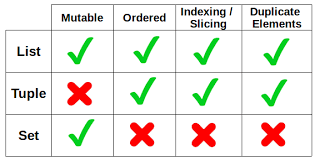 Mutable Ordered Indexing / Duplicate
Slicing Elements
List
Tuple
Set